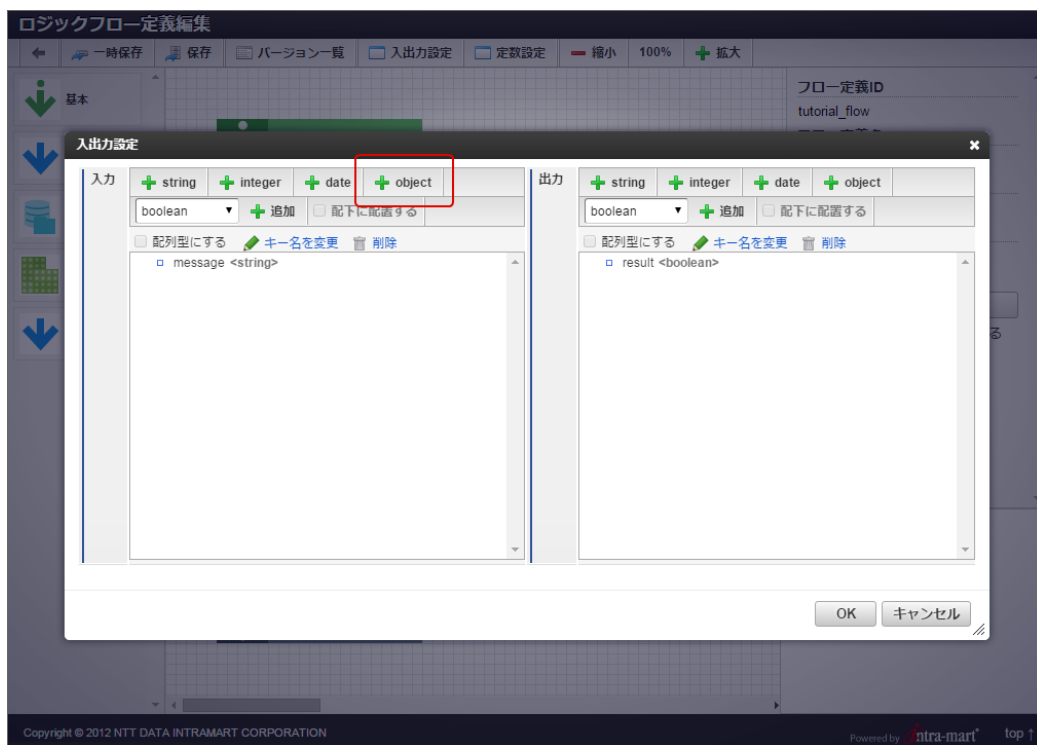 ロジックフロー定義編集
一時保存 保存 バージョン一覧 入出力設定 定数設定 縮小 100% 拡大
基本
フロー定義ID
tutorial_flow
入出力設定
入力 string integer date object
boolean 追加 配下に配置する
配列型にする キー名を変更 削除
message <string>
出力 string integer date object
boolean 追加 配下に配置する
配列型にする キー名を変更 削除
result <boolean>
る
OK キャンセル
Copyright © 2012 NTT DATA INTRAMART CORPORATION
Powered by intra-mart top ↑